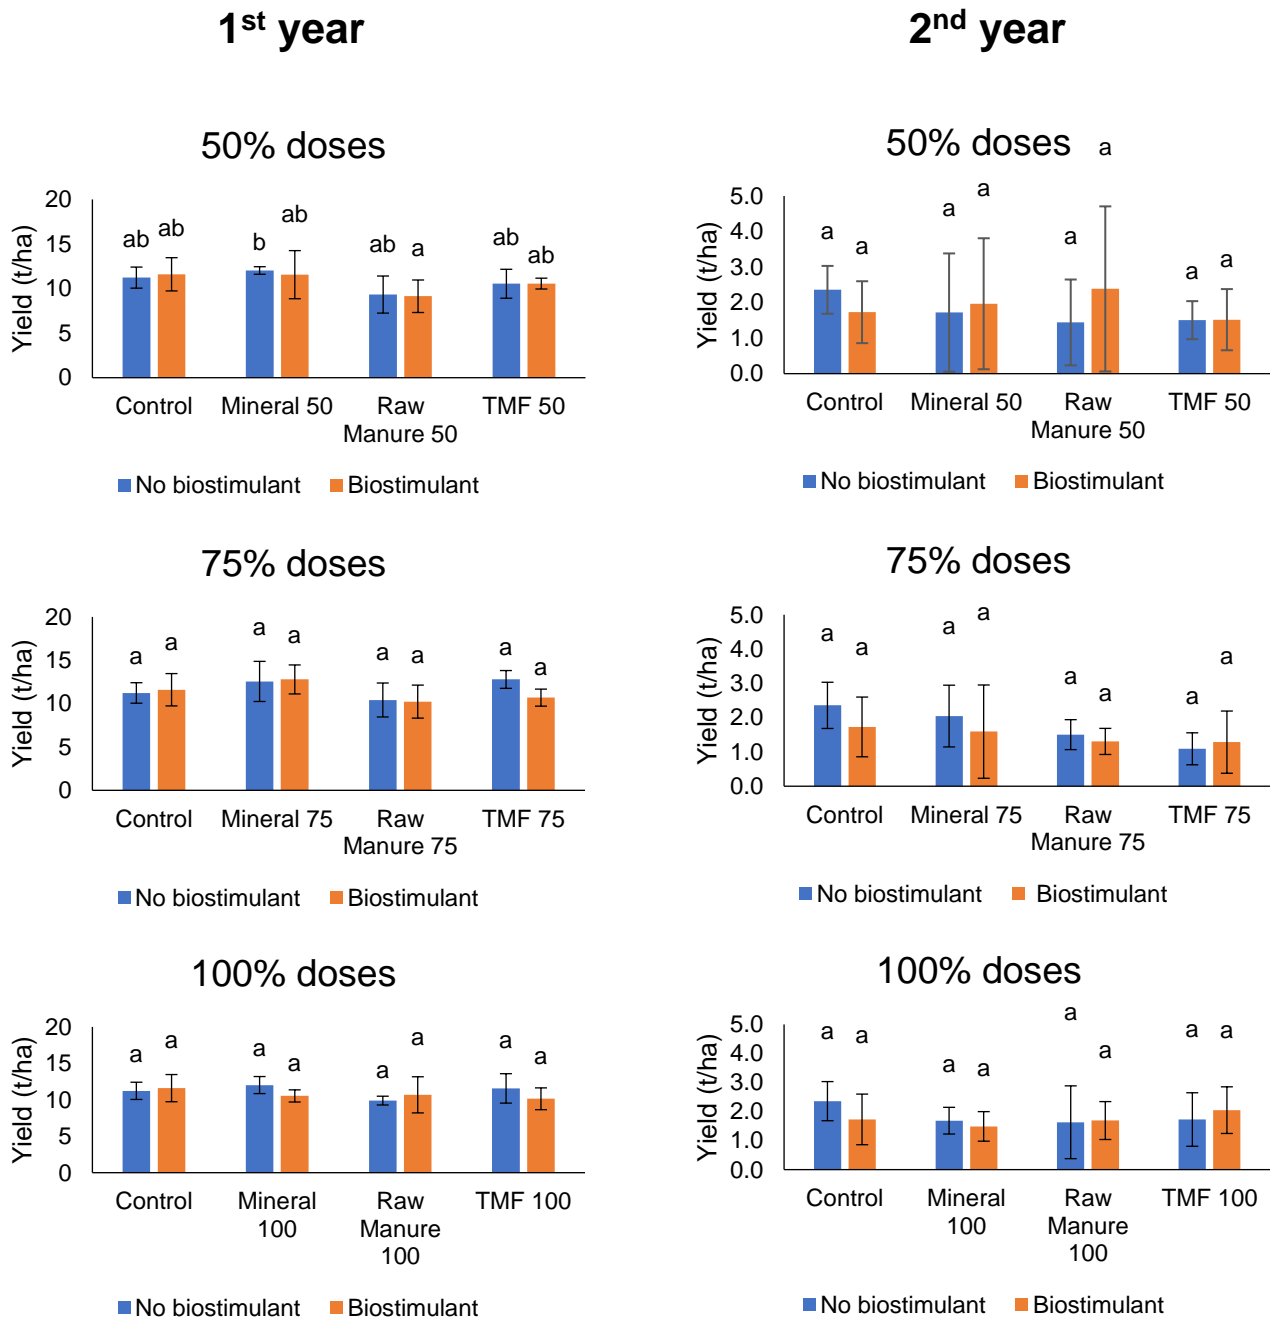 1st year
2nd year
50% doses
20
15
10
5
0
Yield (t/ha)
ab
ab
b
ab
ab
a
ab
ab
Control
Mineral 50
Raw
Manure 50
TMF 50
No biostimulant
Biostimulant
50% doses
5.0
4.0
3.0
2.0
1.0
0.0
Yield (t/ha)
a
a
a
a
a
a
a
a
Control
Mineral 50
Raw
Manure 50
TMF 50
No biostimulant
Biostimulant
75% doses
20
15
10
5
0
Yield (t/ha)
a
a
a
a
a
a
a
a
Control
Mineral 75
Raw
Manure 75
TMF 75
No biostimulant
Biostimulant
75% doses
5.0
4.0
3.0
2.0
1.0
0.0
Yield (t/ha)
a
a
a
a
a
a
a
a
Control
Mineral 75
Raw
Manure 75
TMF 75
No biostimulant
Biostimulant
100% doses
20
15
10
5
0
Yield (t/ha)
a
a
a
a
a
a
a
a
Control
Mineral
100
Raw
Manure
100
TMF 100
No biostimulant
Biostimulant
100% doses
5.0
4.0
3.0
2.0
1.0
0.0
Yield (t/ha)
a
a
a
a
a
a
a
a
Control
Mineral
100
Raw
Manure
100
TMF 100
No biostimulant
Biostimulant